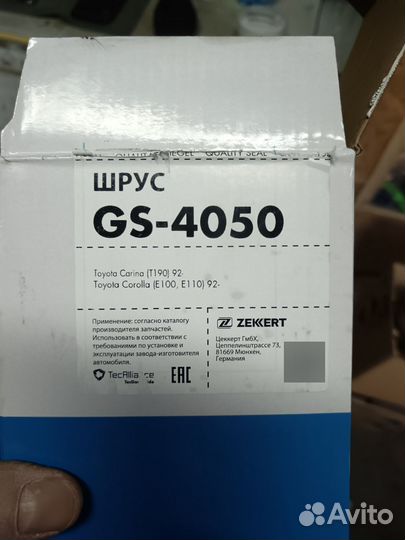 QUALITY SEAL
ШРУС
GS-4050
Toyota Carina (T190) 92-
Toyota Corolla (E100, E110) 92-
ZEKKERT
Применение: согласно каталогу
производителя запчастей.
Использовать в соответствии с
требованиями по установке и
эксплуатации завода-изготовителя
автомобиля.
Цеккерт ГмбХ,
Цеппелинштрассе 73,
81669 Мюнхен,
Германия
EAC
Avito